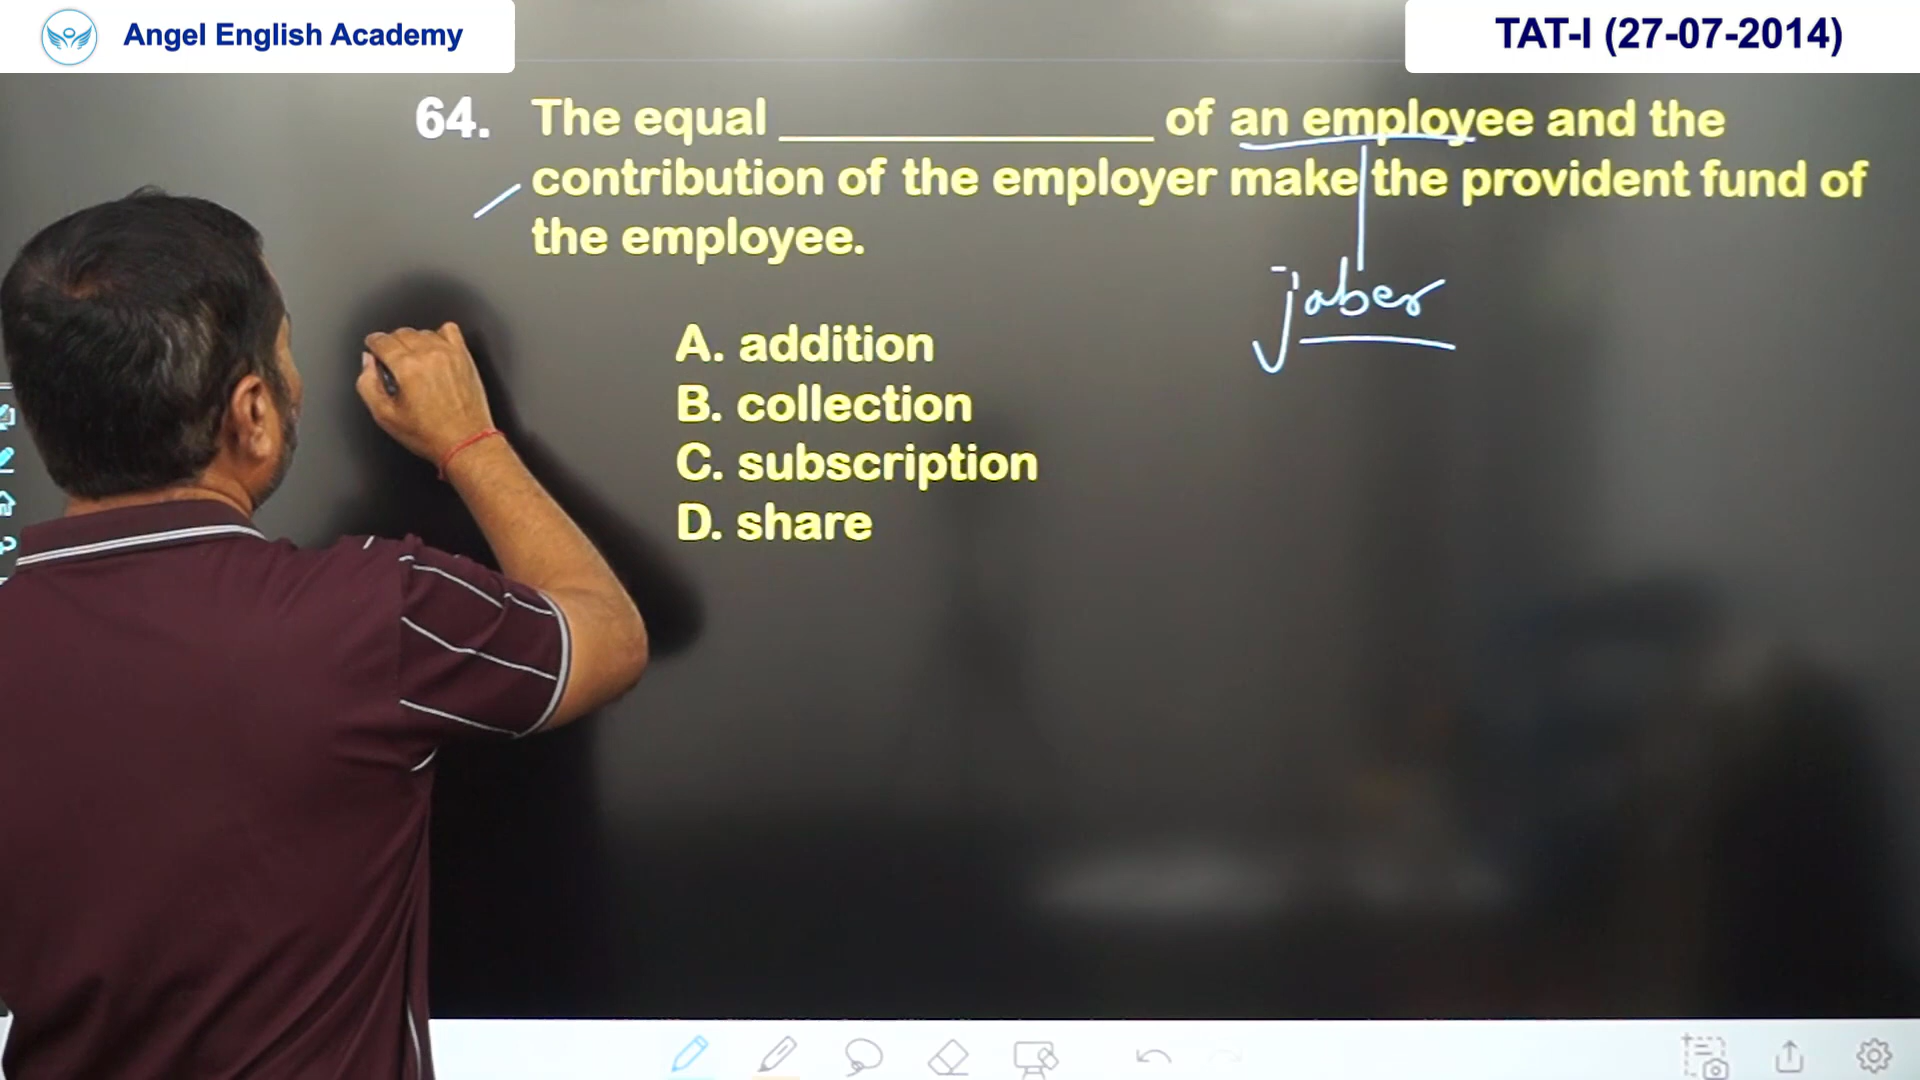 Angel English Academy
TAT-I (27-07-2014)
64. The equal ______________ of an employee and the
contribution of the employer make the provident fund of
the employee.
jaber
A. addition
B. collection
C. subscription
D. share